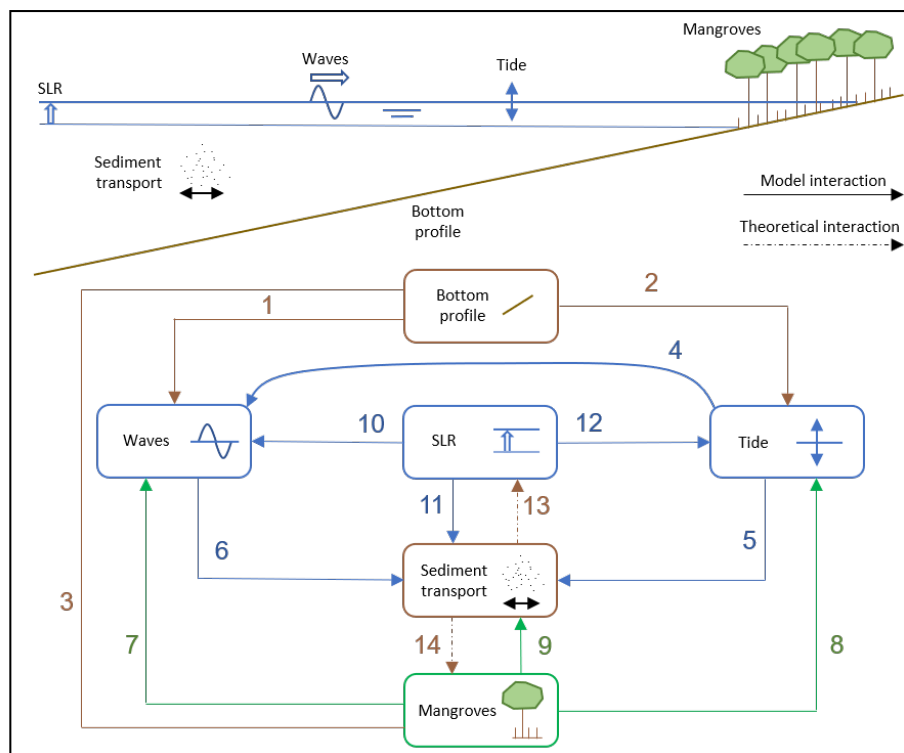 Mangroves
Waves
Tide
SLR
Sediment
transport
Model interaction
Bottom
profile
Theoretical interaction
Bottom
profile
1
2
4
Waves
10
SLR
12
Tide
11
13
6
5
Sediment
transport
3
7
14
9
8
Mangroves